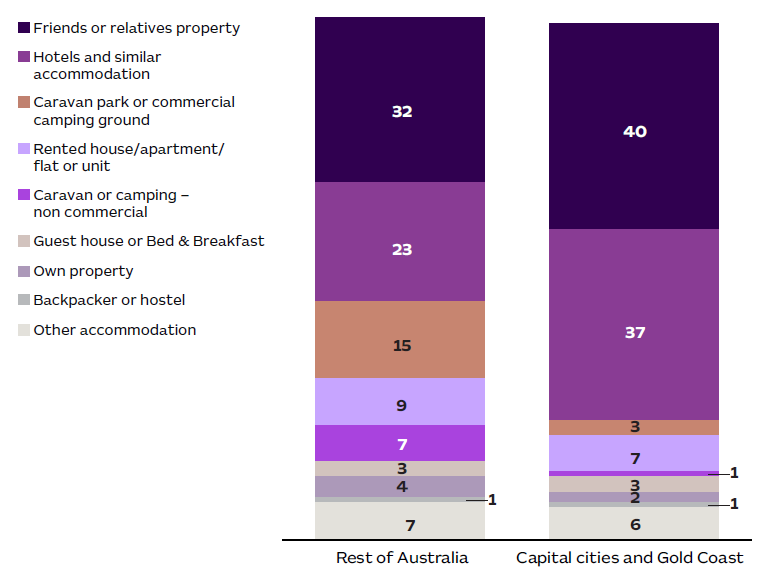 Friends or relatives property
Hotels and similar
accommodation
Caravan park or commercial
camping ground
Rented house/apartment/
flat or unit
Caravan or camping –
non commercial
Guest house or Bed & Breakfast
Own property
Backpacker or hostel
Other accommodation
32
23
15
9
7
3
4
1
7
40
37
3
7
1
3
2
1
6
Rest of Australia
Capital cities and Gold Coast